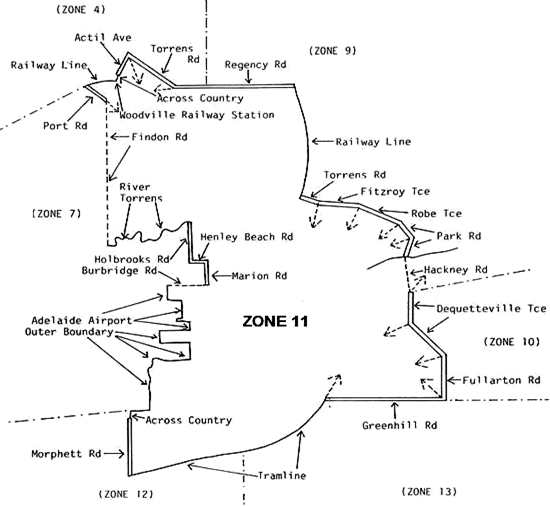 (ZONE 4)
Actil Ave
Torrens
Rd
Regency Rd
(ZONE 9)
Railway Line
Across Country
Port Rd
Woodville Railway Station
Findon Rd
Railway Line
Torrens Rd
Fitzroy Tce
Robe Tce
Park Rd
River
Torrens
[ZONE 7)
Holbrooks Rd
Henley Beach Rd
Burbridge Rd
Marion Rd
Hackney Rd
Dequetteville Tce
Adelaide Airport
Outer Boundary
ZONE 11
(ZONE 10)
Fullarton Rd
Across Country
Greenhill Rd
Morphett Rd
Tramline
(ZONE 12)
(ZONE 13)